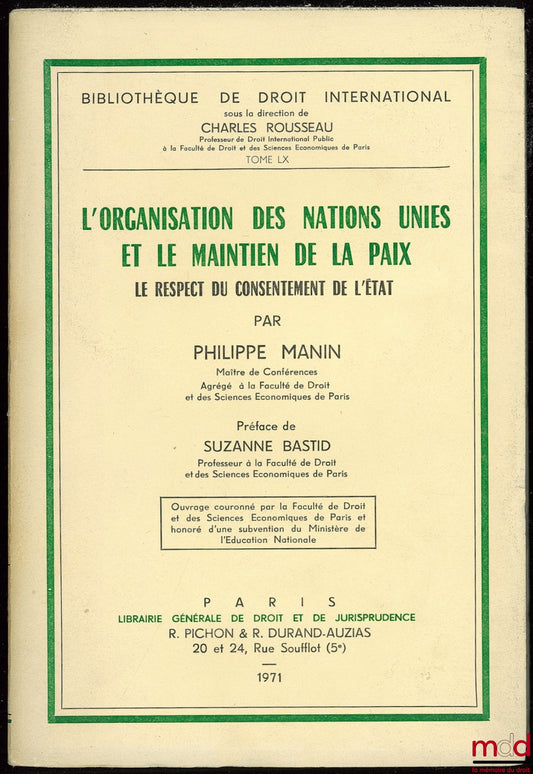 BIBLIOTHÈQUE DE DROIT INTERNATIONAL
sous la direction de
CHARLES ROUSSEAU
Professeur de Droit International Public
à la Faculté de Droit et des Sciences Economiques de Paris
TOME LX
L'ORGANISATION DES NATIONS UNIES
ET LE MAINTIEN DE LA PAIX
LE RESPECT DU CONSENTEMENT DE L'ÉTAT
PAR
PHILIPPE MANIN
Maître de Conférences
Agrégé à la Faculté de Droit
et des Sciences Economiques de Paris
Préface de
SUZANNE BASTID
Professeur à la Faculté de Droit
et des Sciences Economiques de Paris
Ouvrage couronné par la Faculté de Droit
et des Sciences Economiques de Paris et
honoré d'une subvention du Ministère de
l'Education Nationale
PARIS
LIBRAIRIE GÉNÉRALE DE DROIT ET DE JURISPRUDENCE
R. PICHON & R. DURAND-AUZIAS
20 et 24, Rue Soufflot (5e)
1971
mdd
la mémoire du droit